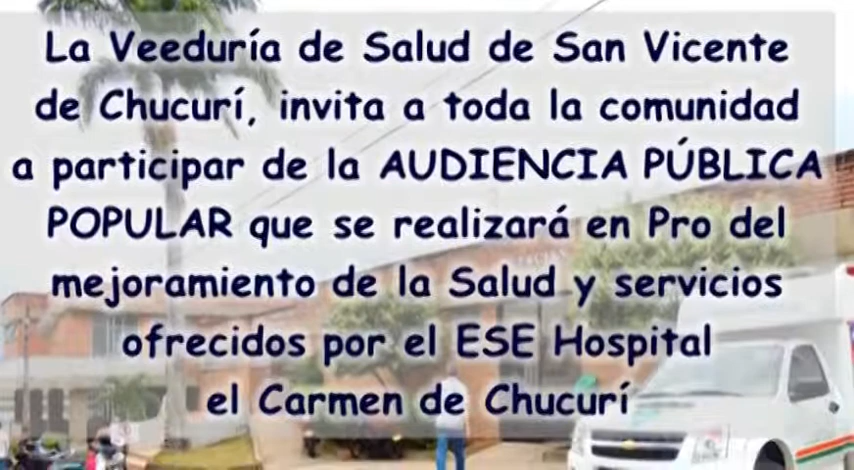 La Veeduría de Salud de San Vicente
de Chucurí, invita a toda la comunidad
a participar de la AUDIENCIA PÚBLICA
POPULAR que se realizará en Pro del
mejoramiento de la Salud y servicios
ofrecidos por el ESE Hospital
el Carmen de Chucurí